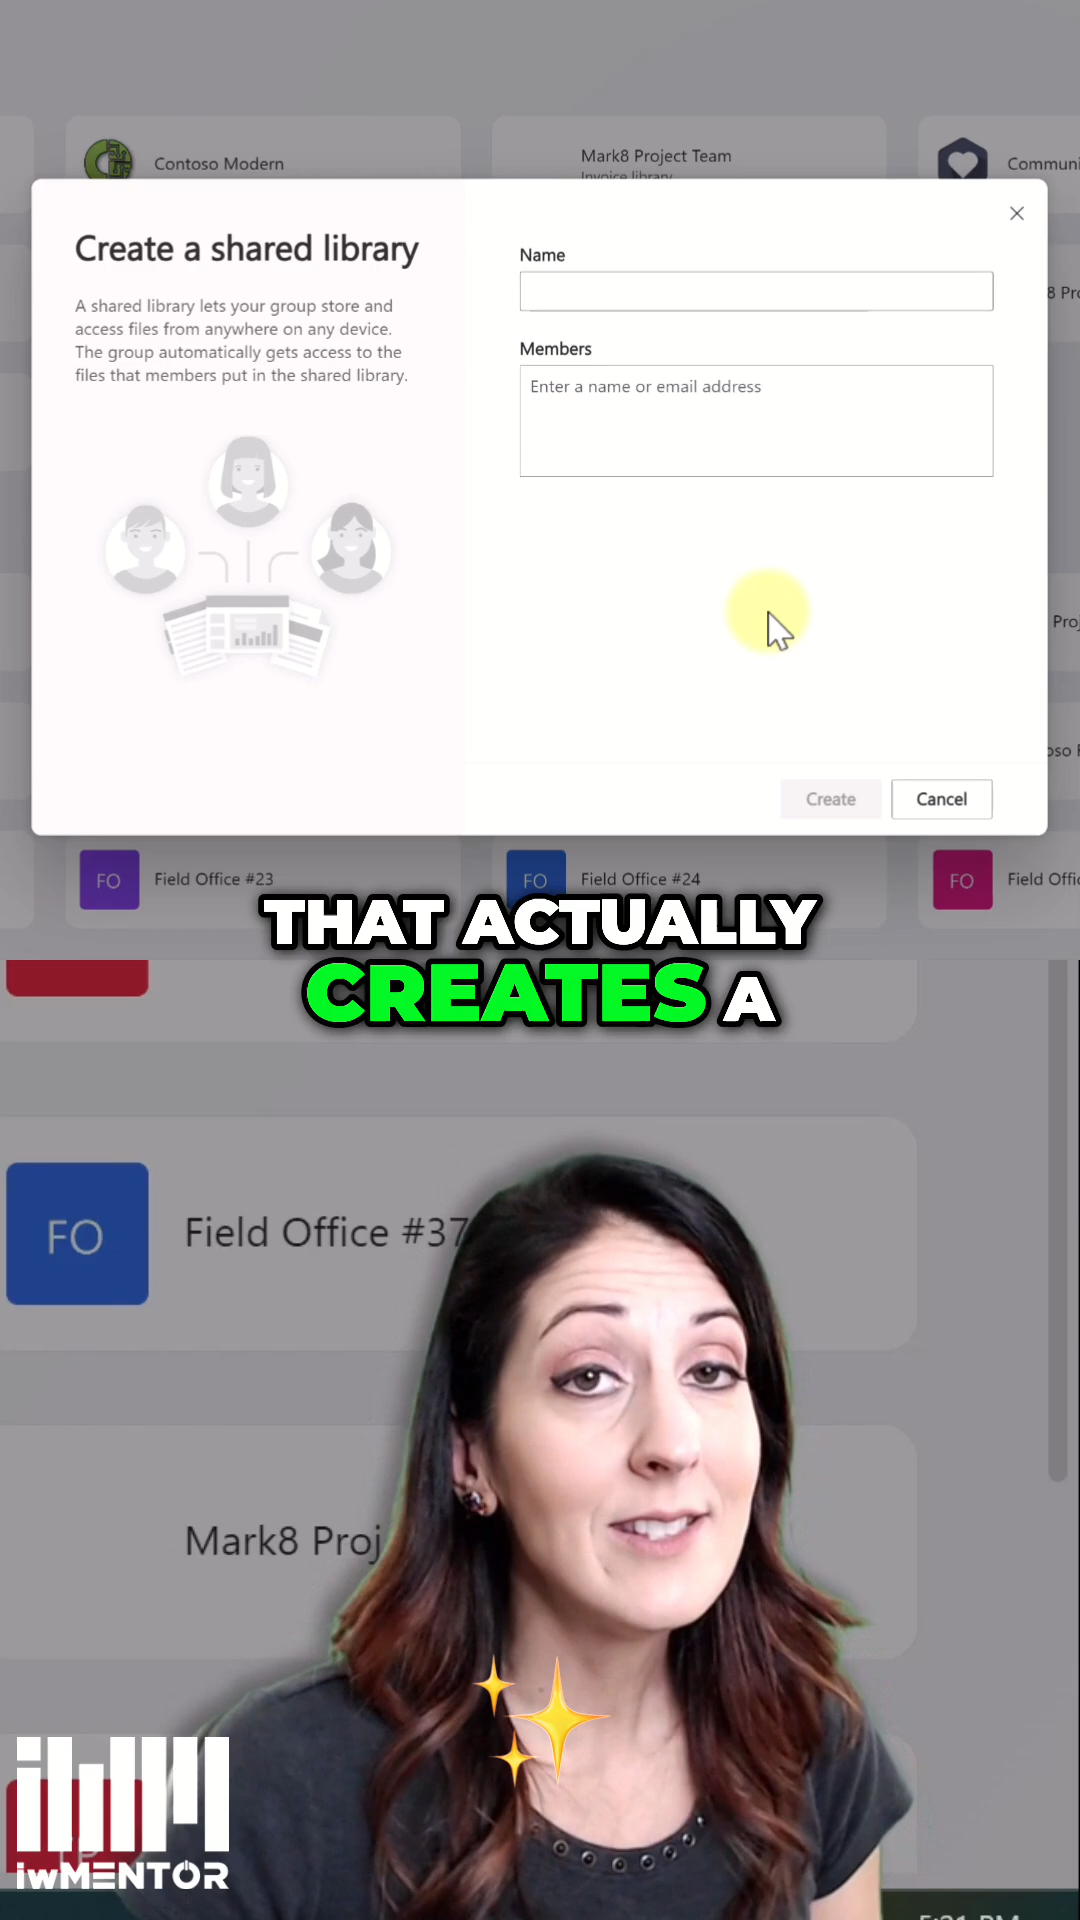 Contoso Modern
Mark8 Project Team
Invoice library
Communi
Create a shared library
A shared library lets your group store and
access files from anywhere on any device.
The group automatically gets access to the
files that members put in the shared library.
Name
Members
Enter a name or email address
8 Pro
Proj
oso F
Create
Cancel
FO
Field Office #23
FO
Field Office #24
FO
Field Offic
THAT ACTUALLY
CREATES A
FO
Field Office #37
Mark8 Proj
iwMENTOR